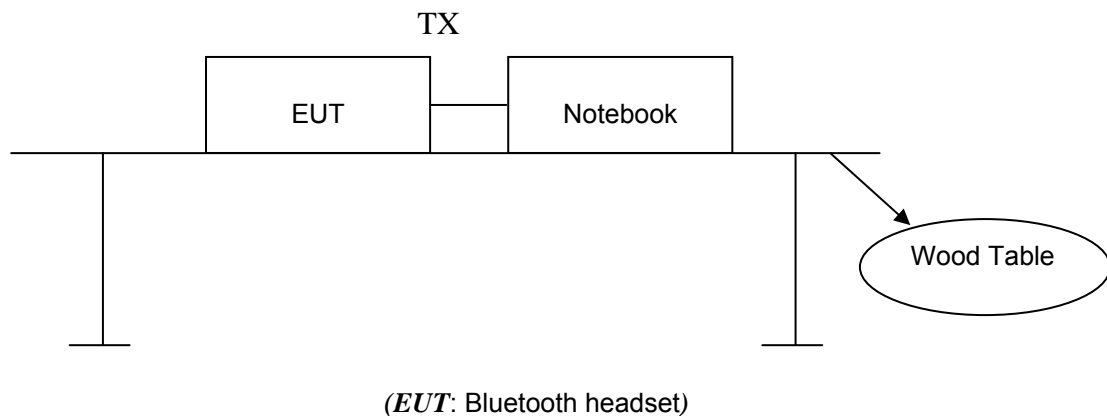 TX
EUT
Notebook
Wood Table
(EUT: Bluetooth headset)